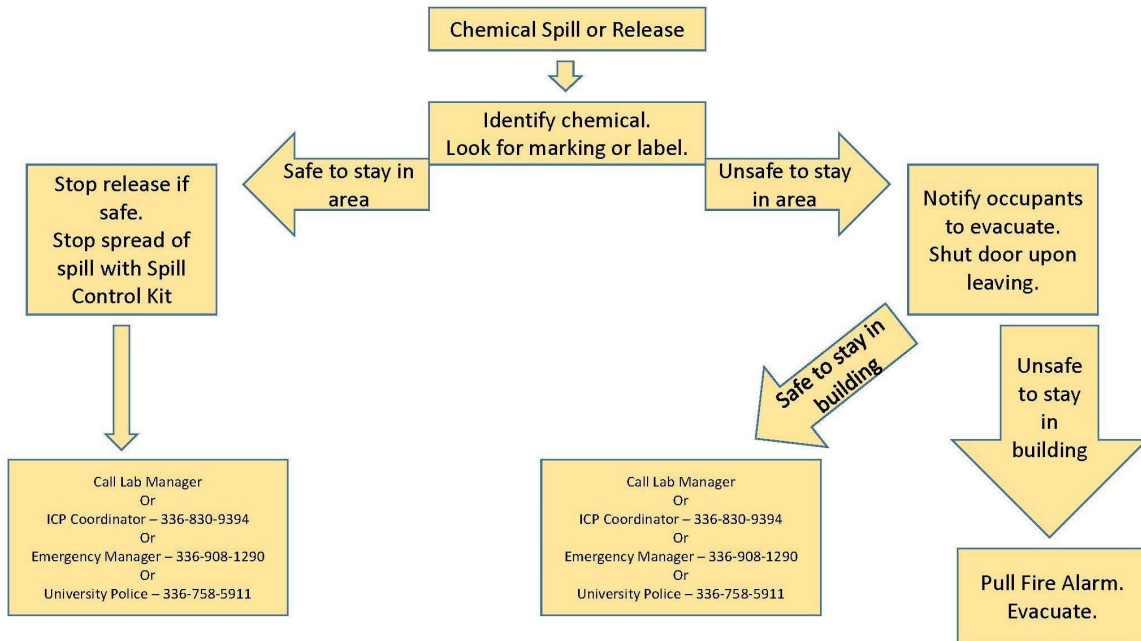 Chemical Spill or Release
Identify chemical.
Look for marking or label.
Safe to stay in
area
Unsafe to stay
in area
Stop release if
safe.
Stop spread of
spill with Spill
Control Kit
Notify occupants
to evacuate.
Shut door upon
leaving.
Safe to stay in
building
Unsafe
to stay
in
building
Call Lab Manager
Or
ICP Coordinator – 336-830-9394
Or
Emergency Manager – 336-908-1290
Or
University Police – 336-758-5911
Call Lab Manager
Or
ICP Coordinator – 336-830-9394
Or
Emergency Manager – 336-908-1290
Or
University Police – 336-758-5911
Pull Fire Alarm.
Evacuate.